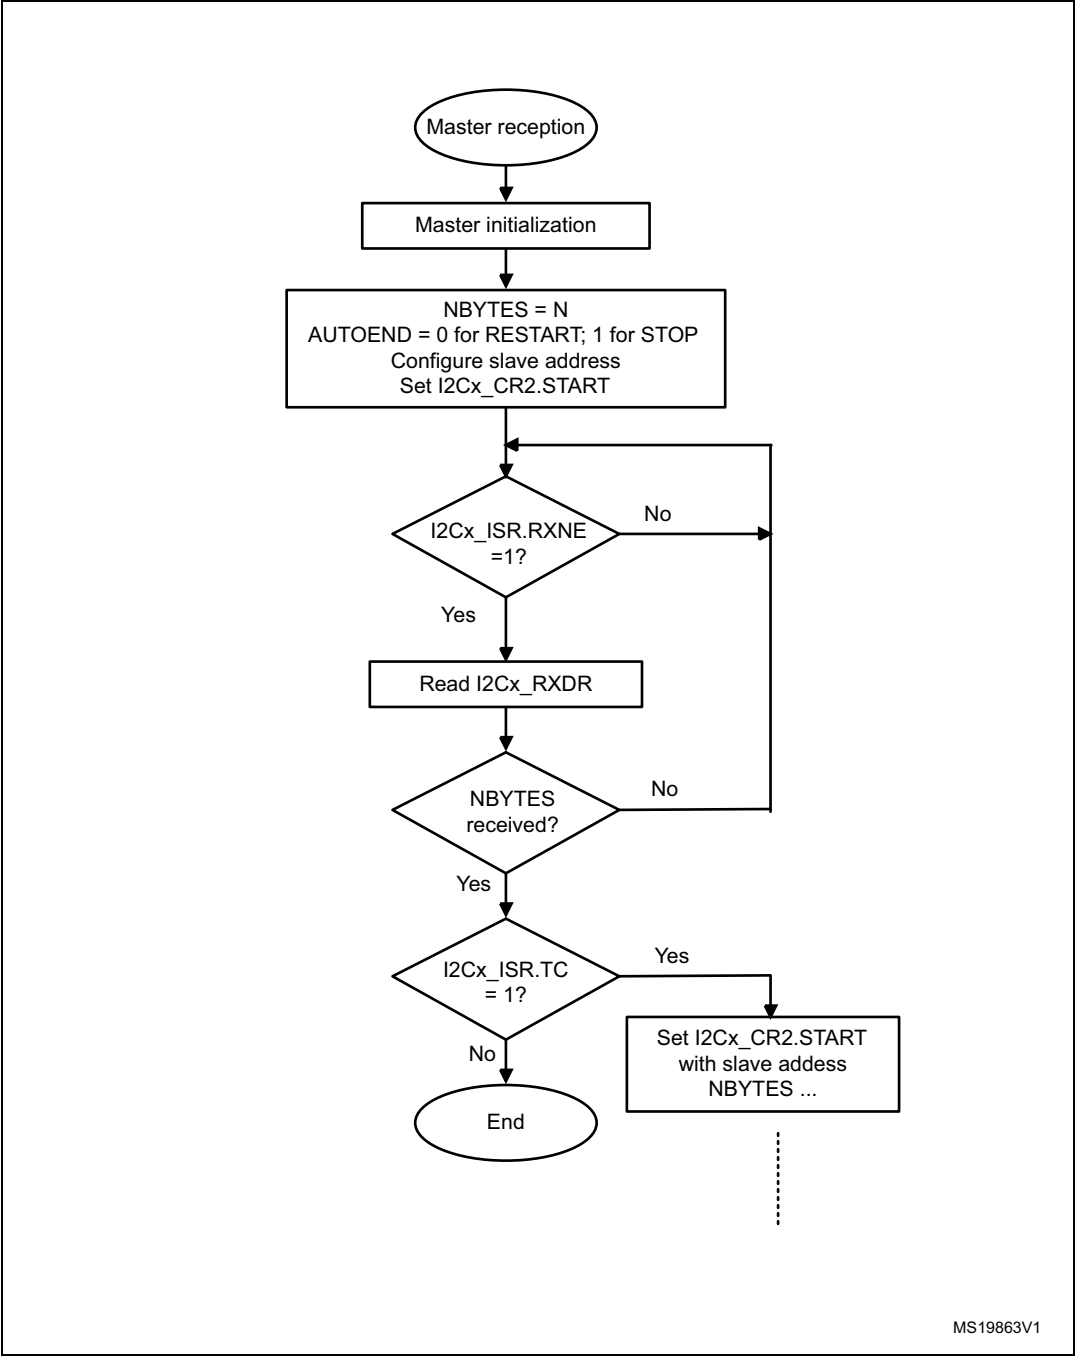 Master reception
Master initialization
NBYTES = N
AUTOEND = 0 for RESTART; 1 for STOP
Configure slave address
Set I2Cx_CR2.START
I2Cx_ISR.RXNE
=1?
No
Yes
Read I2Cx_RXDR
NBYTES
received?
No
Yes
I2Cx_ISR.TC
= 1?
Yes
No
Set I2Cx_CR2.START
with slave addess
NBYTES ...
End
MS19863V1